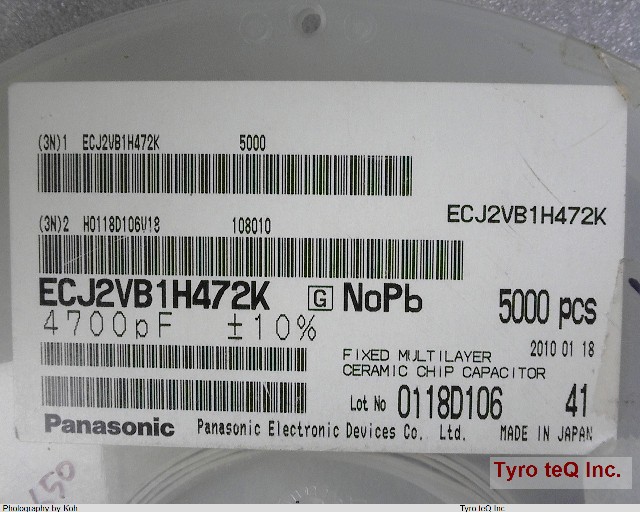 (3N)1 ECJ2VB1H472K 5000
ECJ2VB1H472K
(3N)2 H0118D106V18 108010
ECJ2VB1H472K G NoPb 5000 pcs
4700pF ±10%
FIXED MULTILAYER 2010 01 18
CERAMIC CHIP CAPACITOR
Lot No 0118D106 41
Panasonic Panasonic Electronic Devices Co. Ltd. MADE IN JAPAN
150
Tyro teQ Inc.
Photography by Koh Tyro teQ Inc